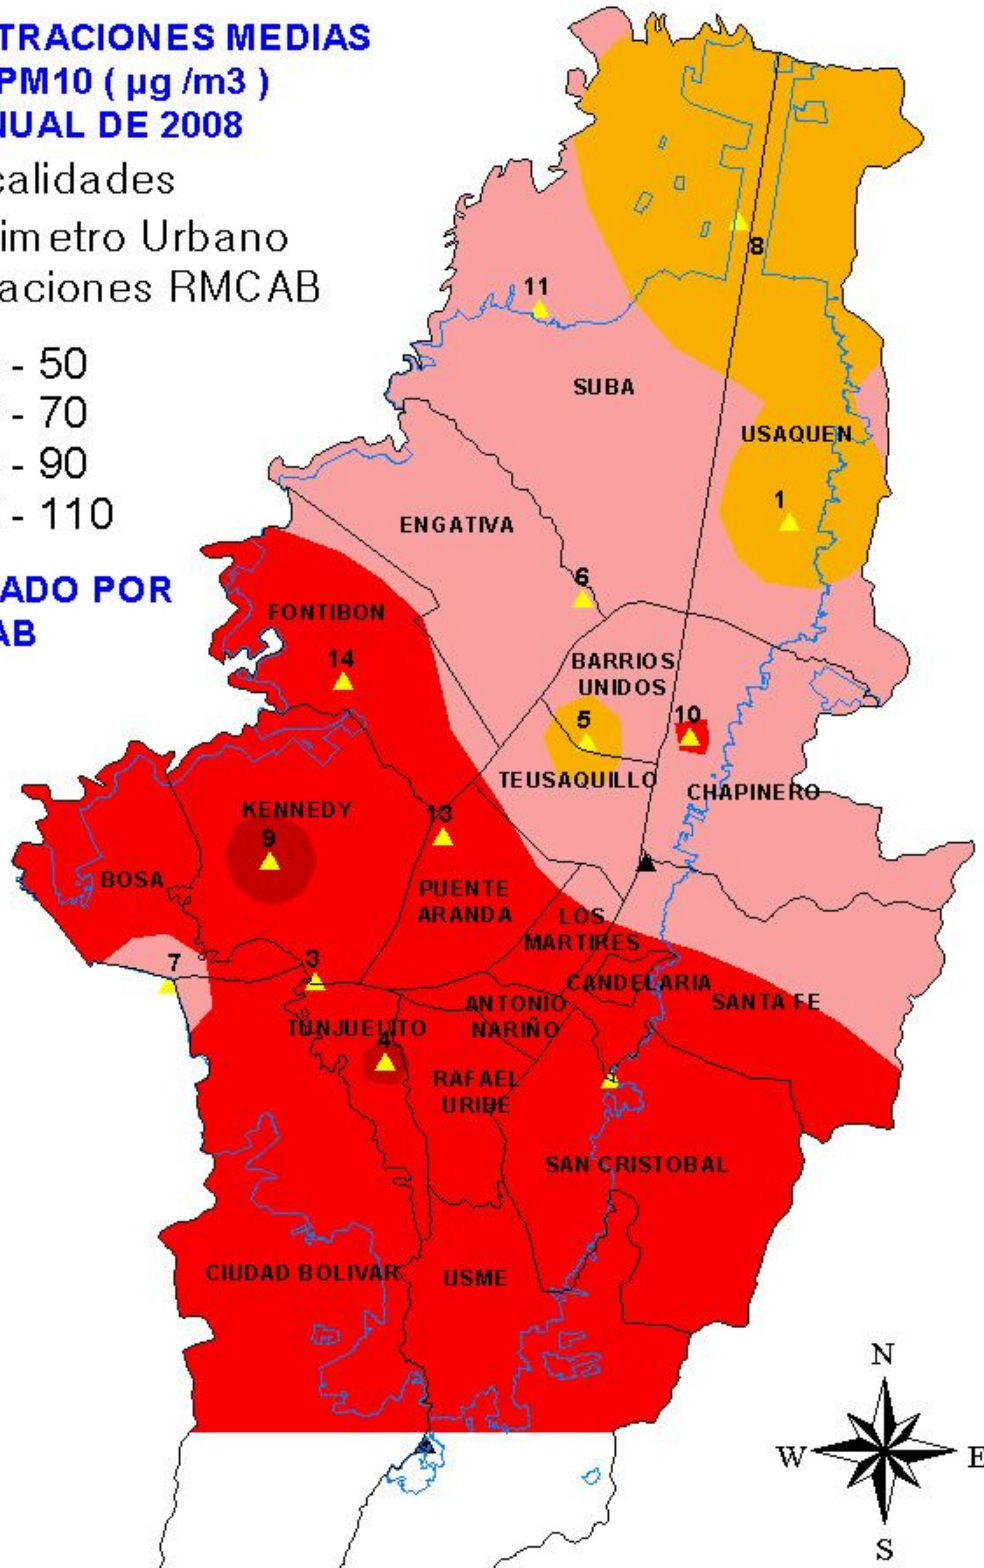 TRACIONES MEDIAS
PM10 ( µg /m3 )
NUAL DE 2008
calidades
imetro Urbano
aciones RMCAB
- 50
- 70
- 90
- 110
ADO POR
AB
8
11
SUBA
USAQUEN
1
ENGATIVA
6
FONTIBON
14
BARRIOS
UNIDOS
5
10
TEUSAQUILLO
CHAPINERO
KENNEDY
13
9
BOSA
PUENTE
ARANDA
LOS
MARTIRES
7
3
CANDELARIA
SANTA FE
ANTONIO
NARIÑO
TUNJUELITO
4
RAFAEL
URIBE
SAN CRISTOBAL
CIUDAD BOLIVAR
USME
N
W
E
S